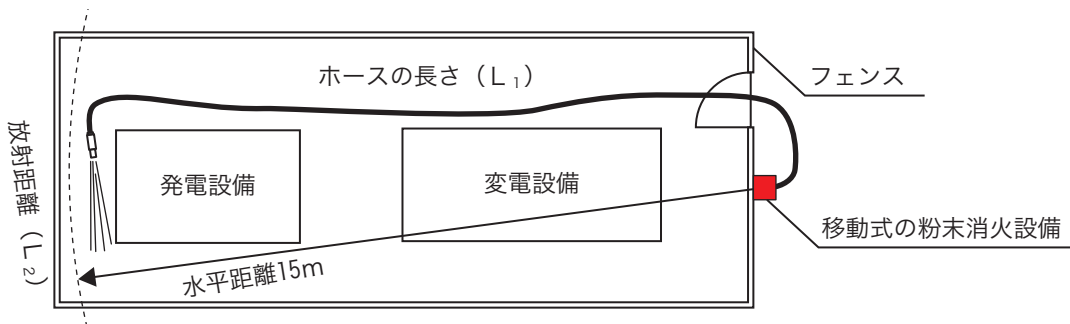 ホースの長さ（Ｌ₁）
フェンス
放射距離（Ｌ₂）
発電設備
変電設備
移動式の粉末消火設備
水平距離15m